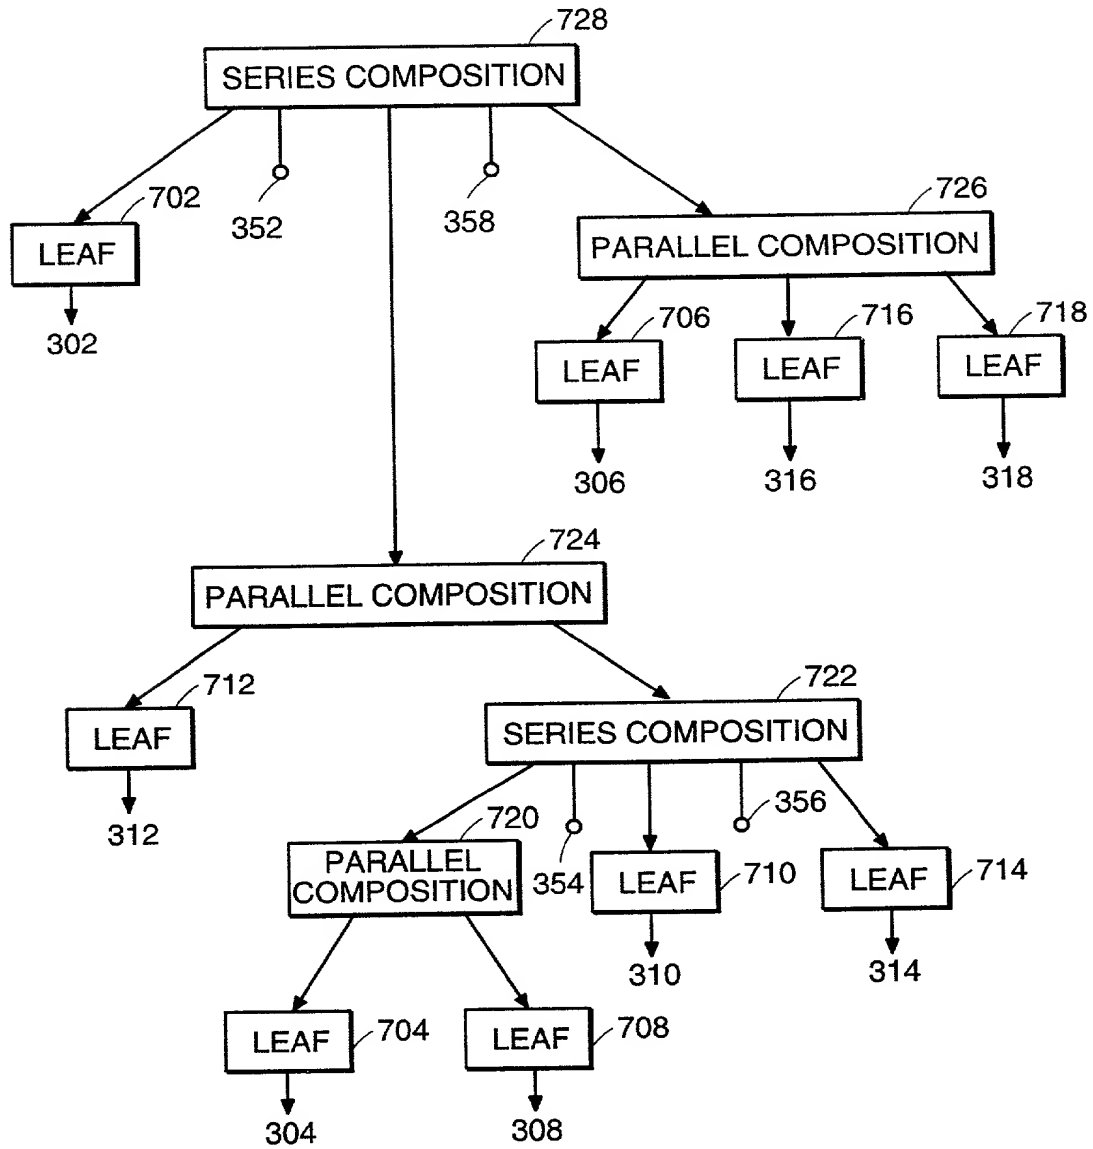 728
SERIES COMPOSITION
702
352
358
726
LEAF
PARALLEL COMPOSITION
302
706
716
718
LEAF
LEAF
LEAF
306
316
318
724
PARALLEL COMPOSITION
712
722
LEAF
SERIES COMPOSITION
312
720
356
PARALLEL
COMPOSITION
354
LEAF
710
LEAF
714
310
314
LEAF
704
LEAF
708
304
308